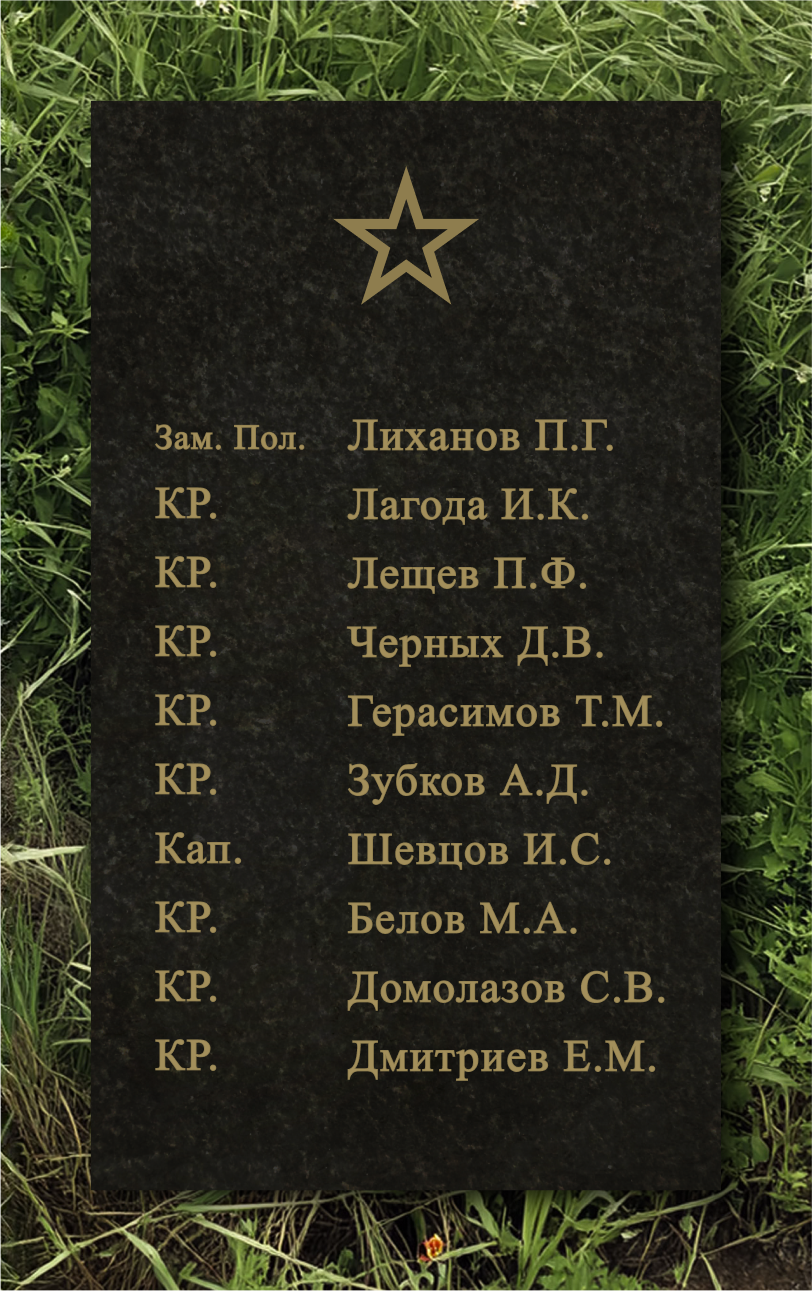 Зам. Пол. Лиханов П.Г.
КР. Лагода И.К.
КР. Лещев П.Ф.
КР. Черных Д.В.
КР. Герасимов Т.М.
КР. Зубков А.Д.
Кап. Шевцов И.С.
КР. Белов М.А.
КР. Домолазов С.В.
КР. Дмитриев Е.М.